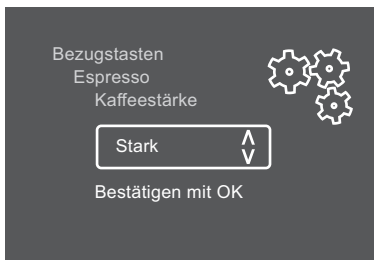 Bezugstasten
Espresso
Kaffeestärke
Stark
Bestätigen mit OK